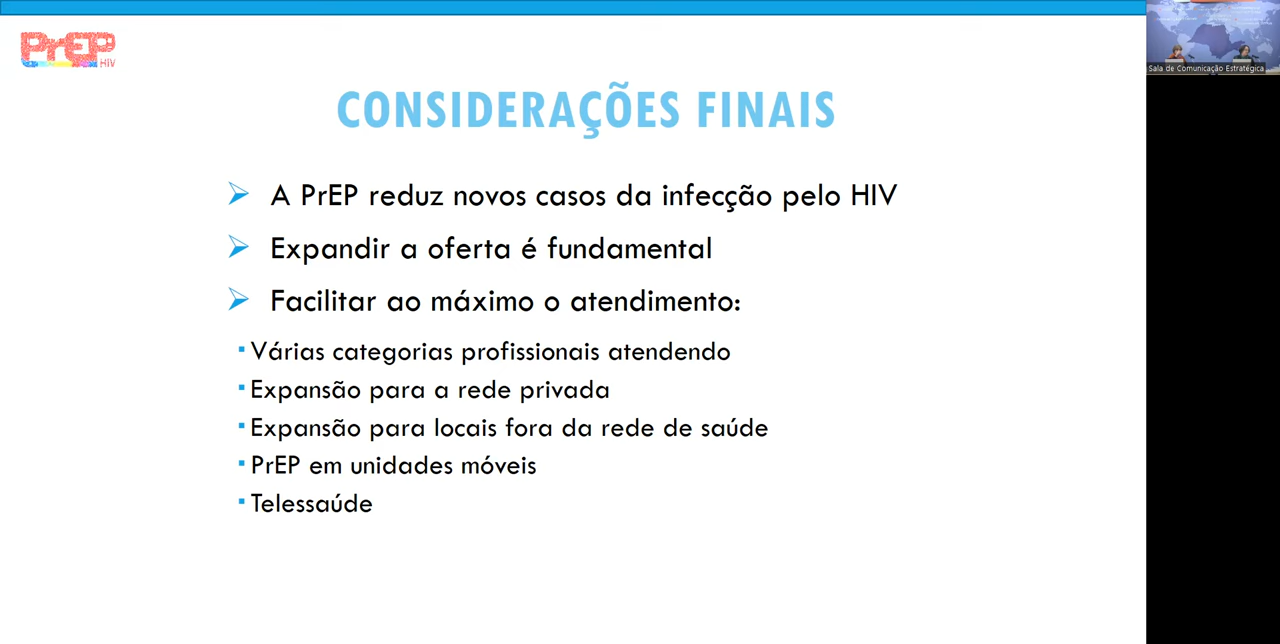 PrEP
HIV
Sala de Comunicação Estratégica
CONSIDERAÇÕES FINAIS
A PrEP reduz novos casos da infecção pelo HIV
Expandir a oferta é fundamental
Facilitar ao máximo o atendimento:
Várias categorias profissionais atendendo
Expansão para a rede privada
Expansão para locais fora da rede de saúde
PrEP em unidades móveis
Telessaúde